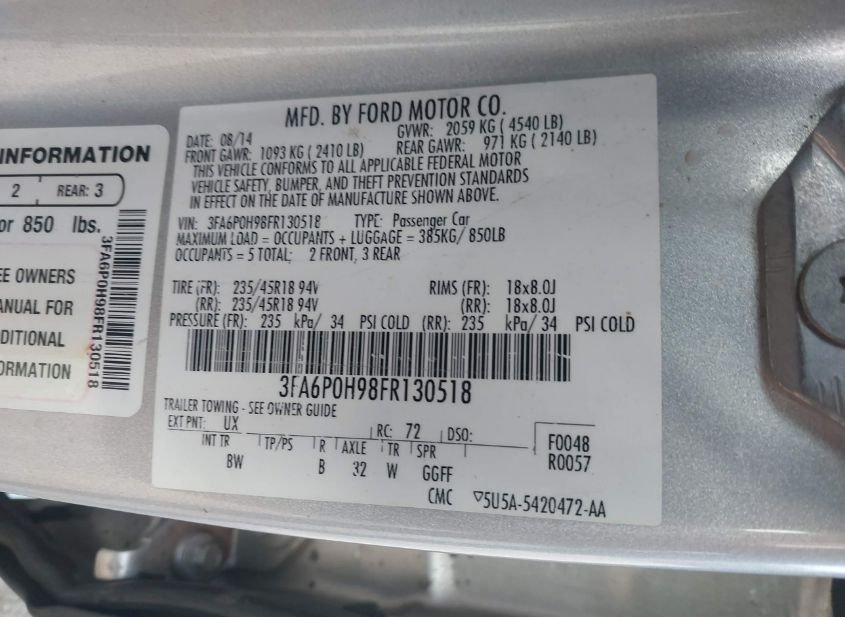 INFORMATION
2 REAR: 3
or 850 lbs.
EE OWNERS
ANUAL FOR
DDITIONAL
ORMATION
3FA6P0H98FR130518
MFD. BY FORD MOTOR CO.
DATE: 08/14 GVWR: 2059 KG ( 4540 LB)
FRONT GAWR: 1093 KG ( 2410 LB) REAR GAWR: 971 KG ( 2140 LB)
THIS VEHICLE CONFORMS TO ALL APPLICABLE FEDERAL MOTOR
VEHICLE SAFETY, BUMPER, AND THEFT PREVENTION STANDARDS
IN EFFECT ON THE DATE OF MANUFACTURE SHOWN ABOVE.
VIN: 3FA6P0H98FR130518 TYPE: Passenger Car
MAXIMUM LOAD = OCCUPANTS + LUGGAGE = 385KG/ 850LB
OCCUPANTS = 5 TOTAL; 2 FRONT, 3 REAR
TIRE (FR): 235/45R18 94V RIMS (FR): 18x8.0J
(RR): 235/45R18 94V (RR): 18x8.0J
PRESSURE (FR): 235 kPa/ 34 PSI COLD (RR): 235 kPa/ 34 PSI COLD
3FA6P0H98FR130518
TRAILER TOWING - SEE OWNER GUIDE
EXT PNT: UX RC: 72 DSO: F0048
INT TR TP/PS R AXLE TR SPR R0057
BW B 32 W GGFF
CMC ▽5U5A-5420472-AA